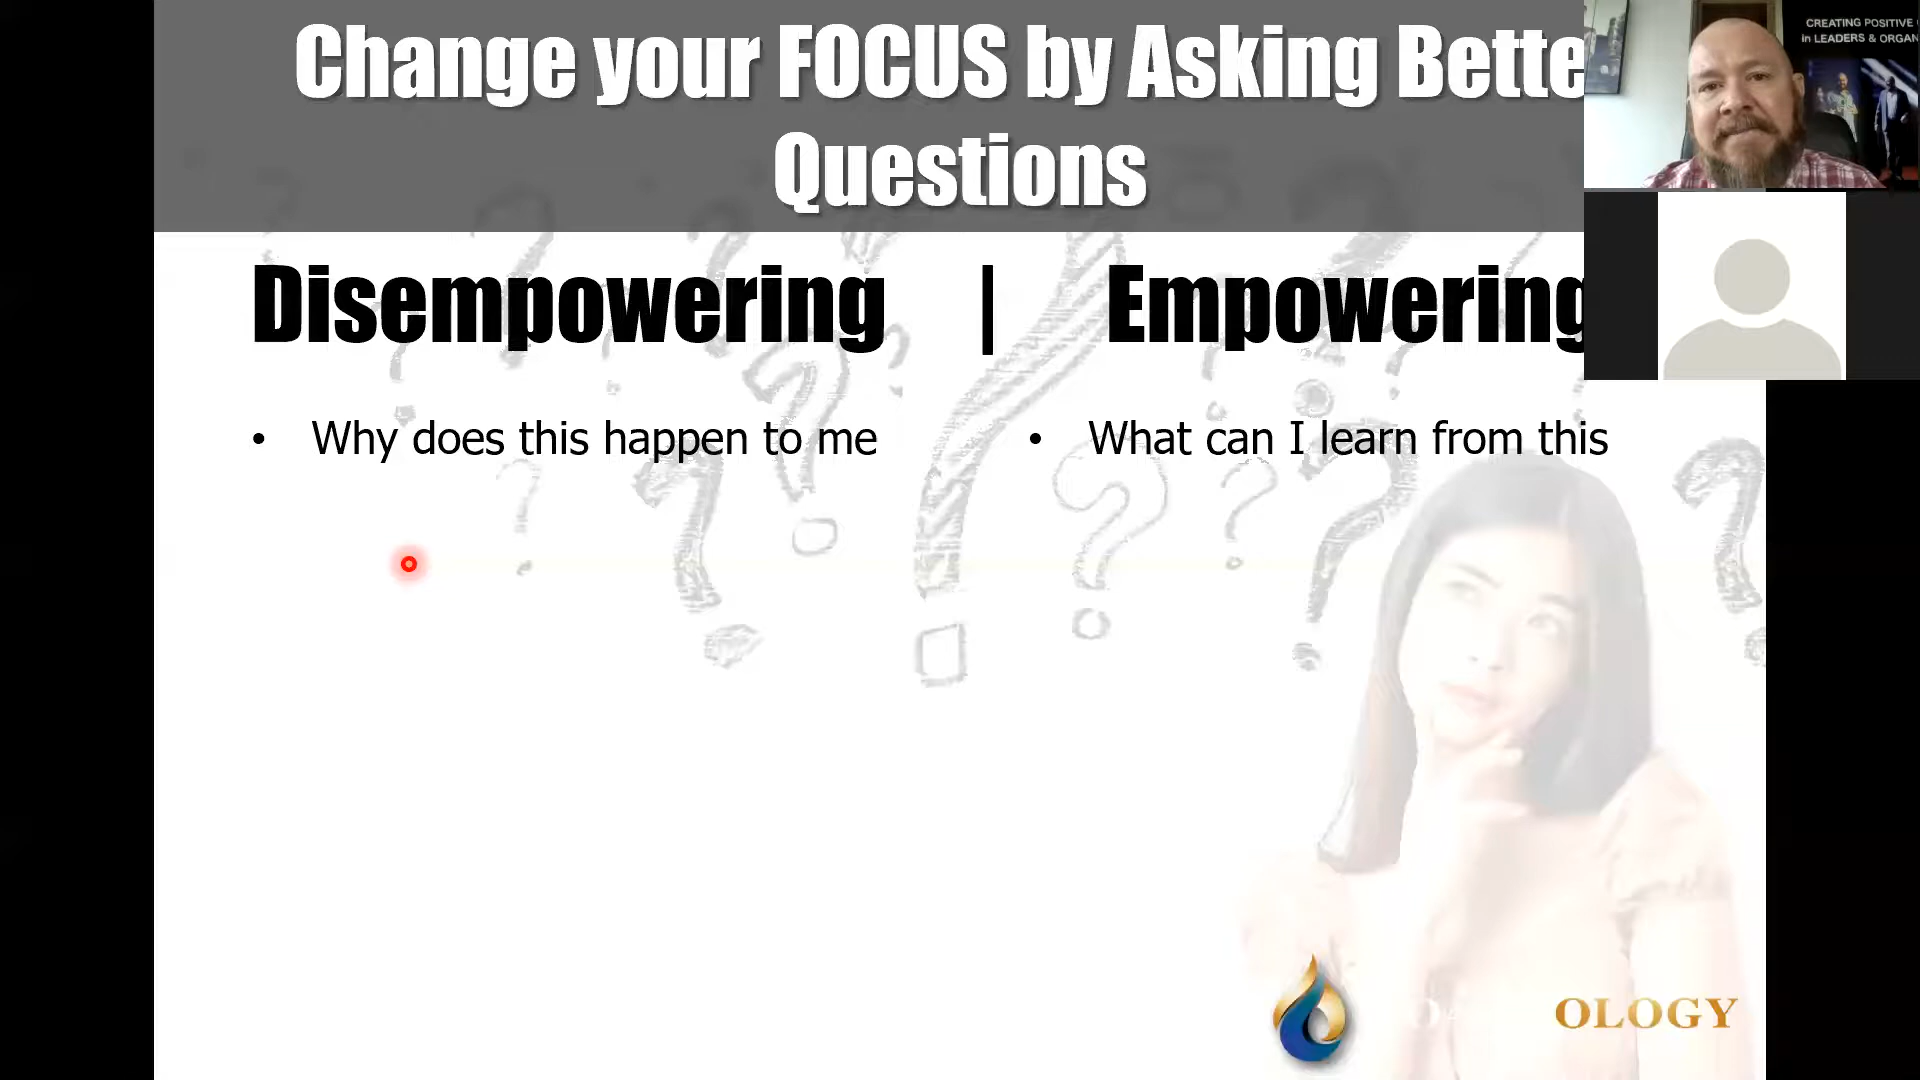 Change your FOCUS by Asking Bette
Questions
Disempowering | Empowering
• Why does this happen to me
• What can I learn from this
CREATING POSITIVE
in LEADERS & ORGAN
OLOGY